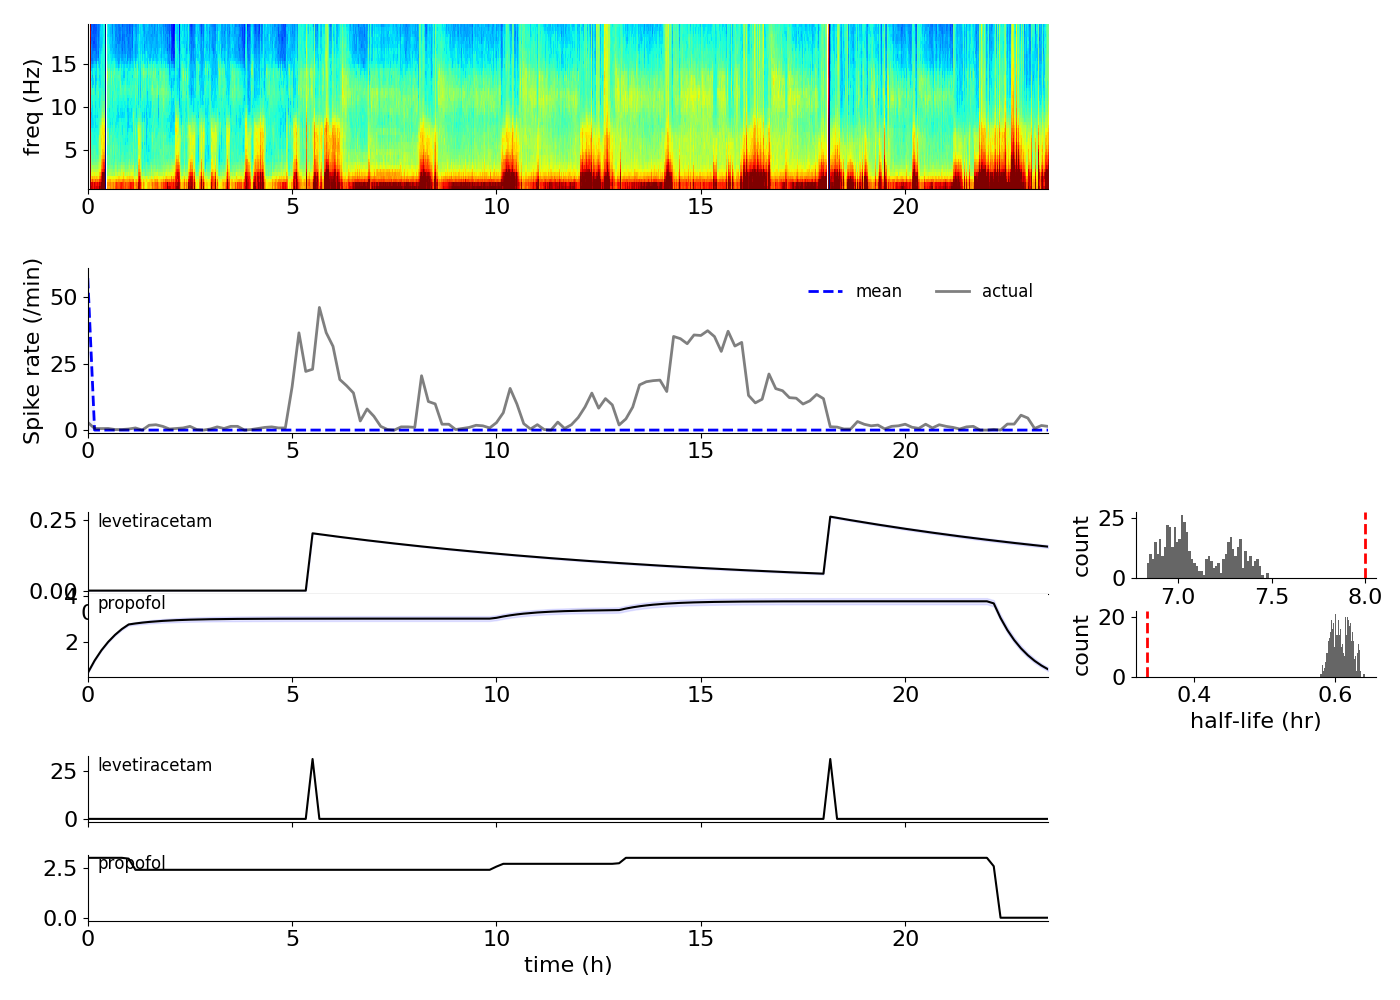 freq (Hz)
15
10
5
0 5 10 15 20
Spike rate (/min)
50
25
0
mean actual
0 5 10 15 20
0.25
0.00
levetiracetam
0
4
2
propofol
0 5 10 15 20
count
25
0
7.0 7.5 8.0
count
20
0
0.4 0.6
half-life (hr)
25
0
levetiracetam
2.5
0.0
propofol
0 5 10 15 20
time (h)